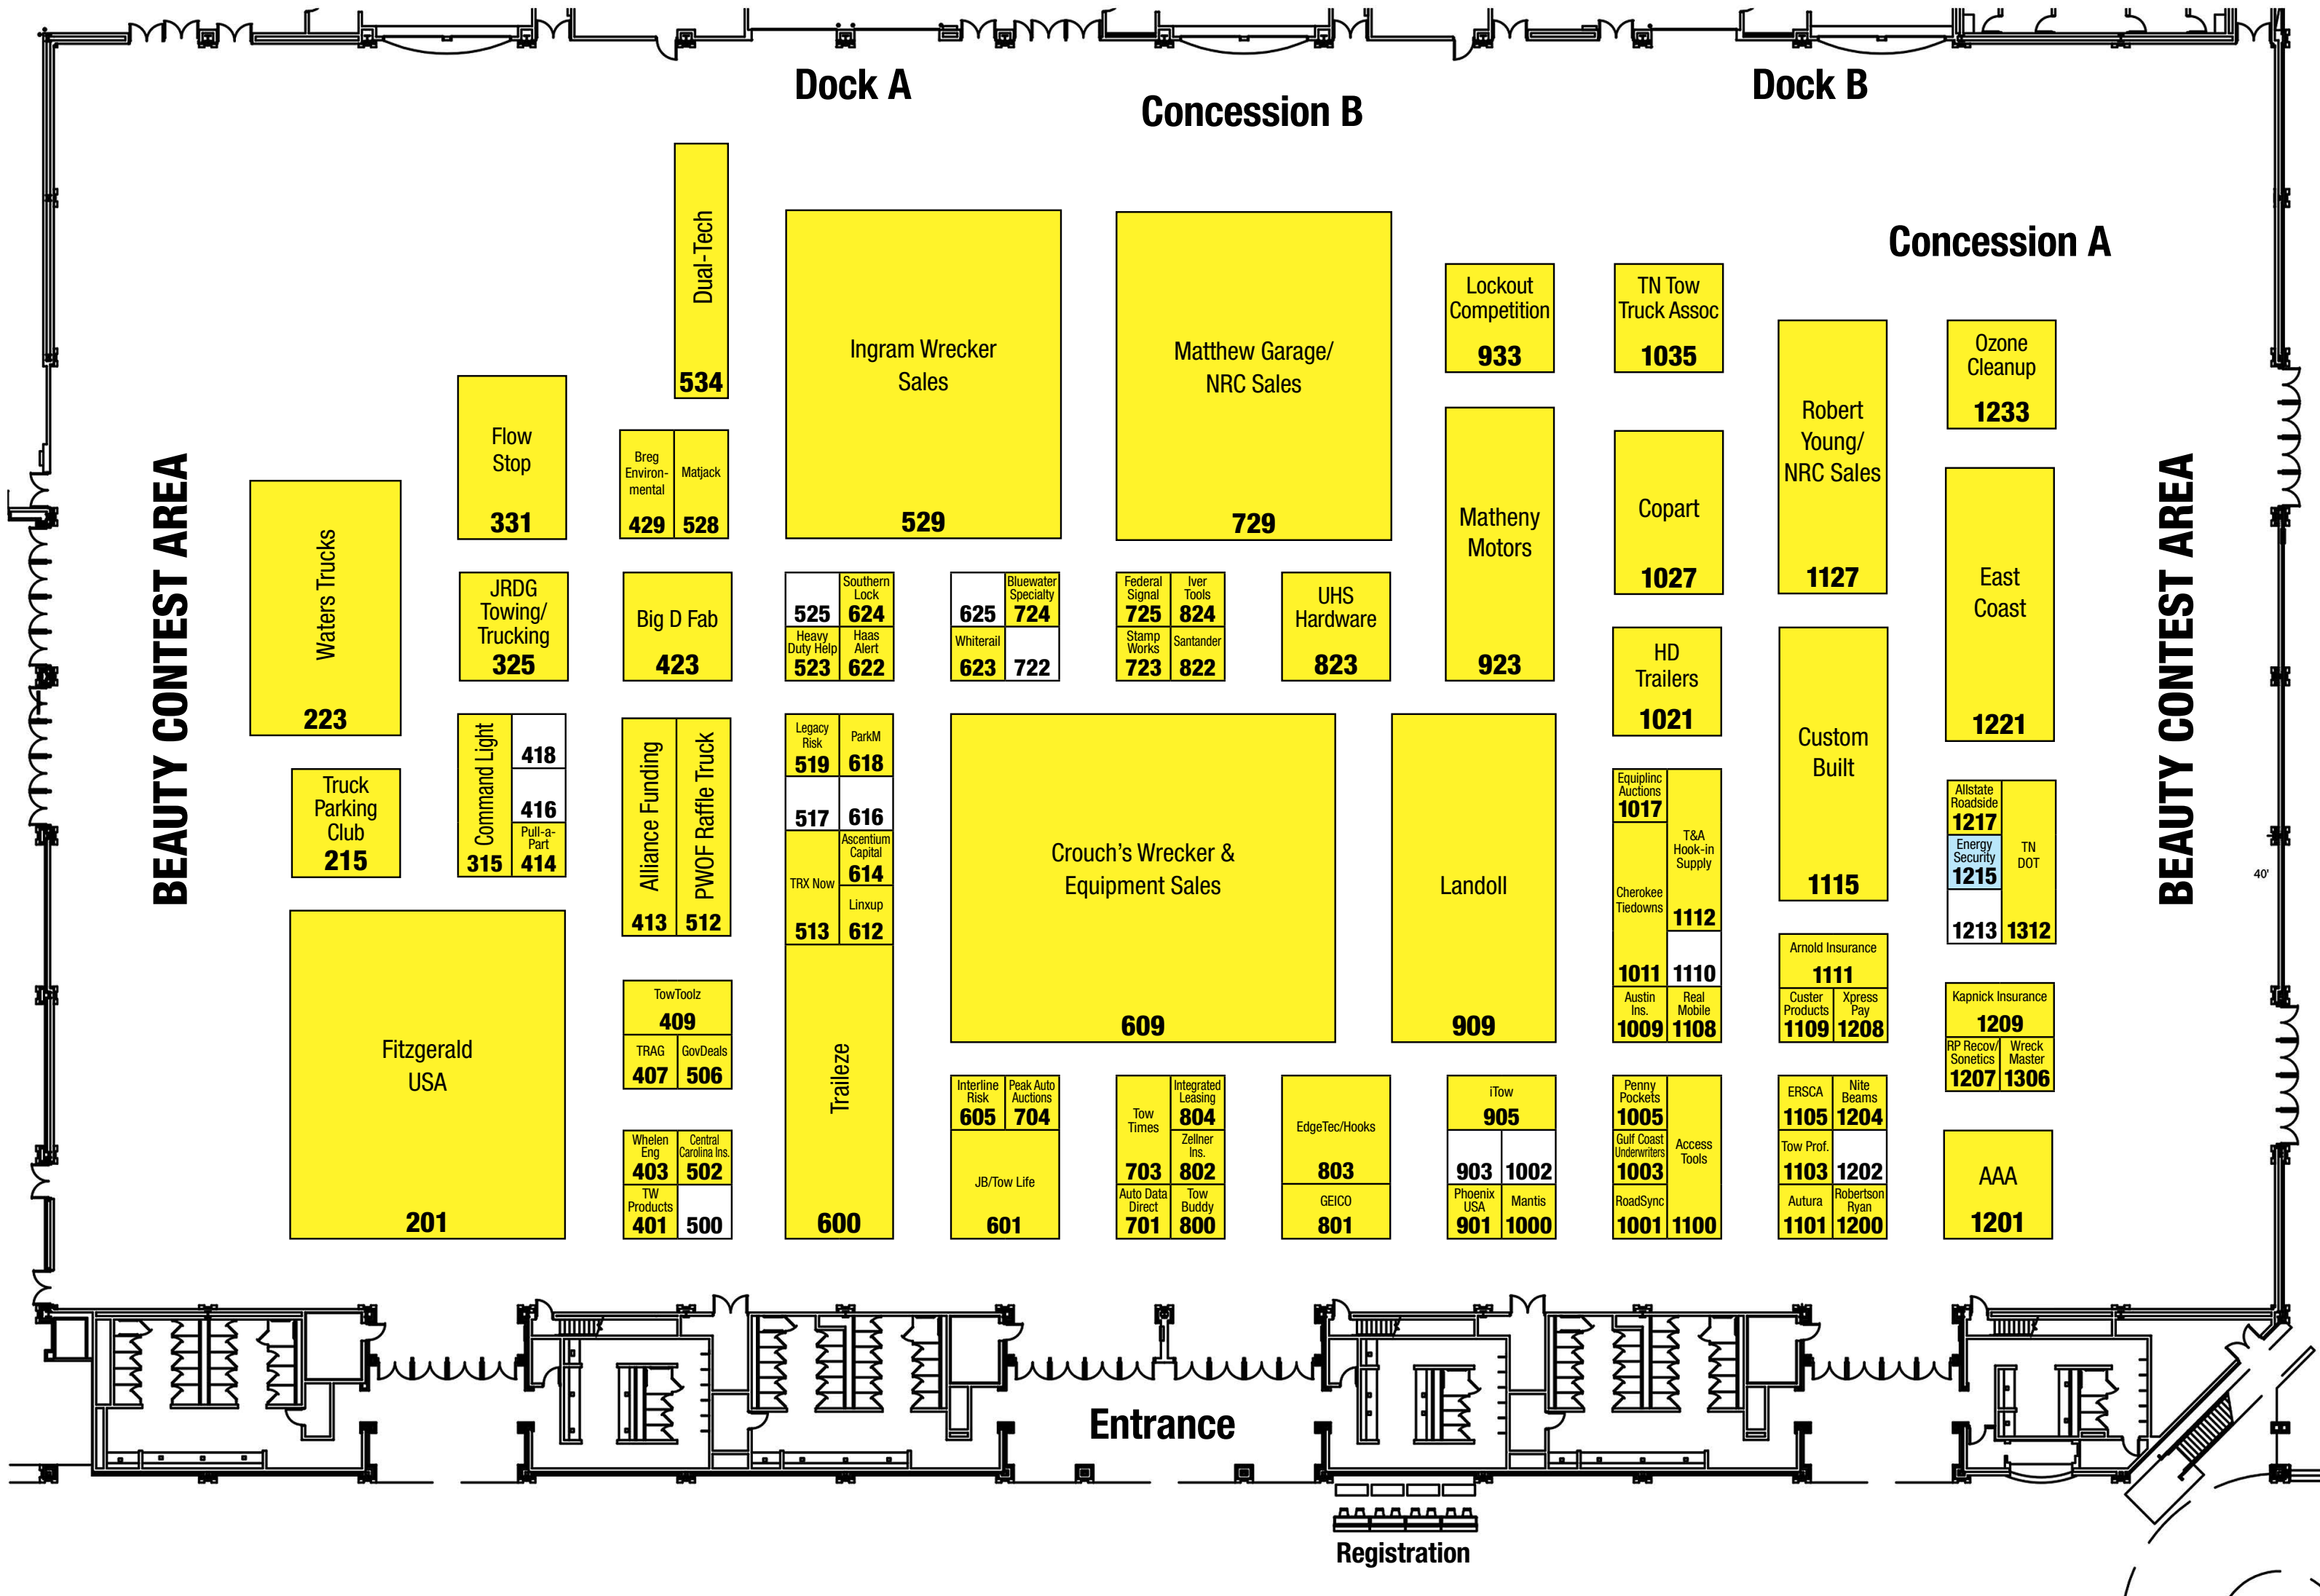 Dock A
Dock B
Concession B
Concession A
BEAUTY CONTEST AREA
Dual-Tech
534
Ingram Wrecker
Sales
529
Matthew Garage/
NRC Sales
729
Lockout
Competition
933
TN Tow
Truck Assoc
1035
Robert
Young/
NRC Sales
1127
Ozone
Cleanup
1233
Flow
Stop
331
Breg
Environ-
mental
429
Matjack
528
Waters Trucks
223
Matheny
Motors
923
Copart
1027
East
Coast
1221
BEAUTY CONTEST AREA
JRDG
Towing/
Trucking
325
Big D Fab
423
525
Southern
Lock
624
Heavy
Duty Help
523
Haas
Alert
622
625
Bluewater
Specialty
724
Whiterail
623
722
Federal
Signal
725
Iver
Tools
824
Stamp
Works
723
Santander
822
UHS
Hardware
823
HD
Trailers
1021
Custom
Built
1115
Truck
Parking
Club
215
Command Light
315
418
416
Pull-a-
Part
414
Alliance Funding
413
PWOF Raffle Truck
512
Legacy
Risk
519
ParkM
618
517
616
TRX Now
513
Ascentium
Capital
614
Linxup
612
Crouch's Wrecker &
Equipment Sales
609
Landoll
909
Equiplinc
Auctions
1017
T&A
Hook-in
Supply
1112
Cherokee
Tiedowns
1011
1110
Austin
Ins.
1009
Real
Mobile
1108
Arnold Insurance
1111
Custer
Products
1109
Xpress
Pay
1208
Allstate
Roadside
1217
Energy
Security
1215
1213
TN
DOT
1312
40'
Kapnick Insurance
1209
RP Recov/
Sonetics
1207
Wreck
Master
1306
Fitzgerald
USA
201
TowToolz
409
TRAG
407
GovDeals
506
Whelen
Eng
403
Central
Carolina Ins.
502
TW
Products
401
500
Traileze
600
Interline
Risk
605
Peak Auto
Auctions
704
JB/Tow Life
601
Tow
Times
703
Integrated
Leasing
804
Zellner
Ins.
802
Auto Data
Direct
701
Tow
Buddy
800
EdgeTec/Hooks
803
GEICO
801
iTow
905
903
1002
Phoenix
USA
901
Mantis
1000
Penny
Pockets
1005
Gulf Coast
Underwriters
1003
RoadSync
1001
Access
Tools
1100
ERSCA
1105
Nite
Beams
1204
Tow Prof.
1103
1202
Autura
1101
Robertson
Ryan
1200
AAA
1201
Entrance
Registration